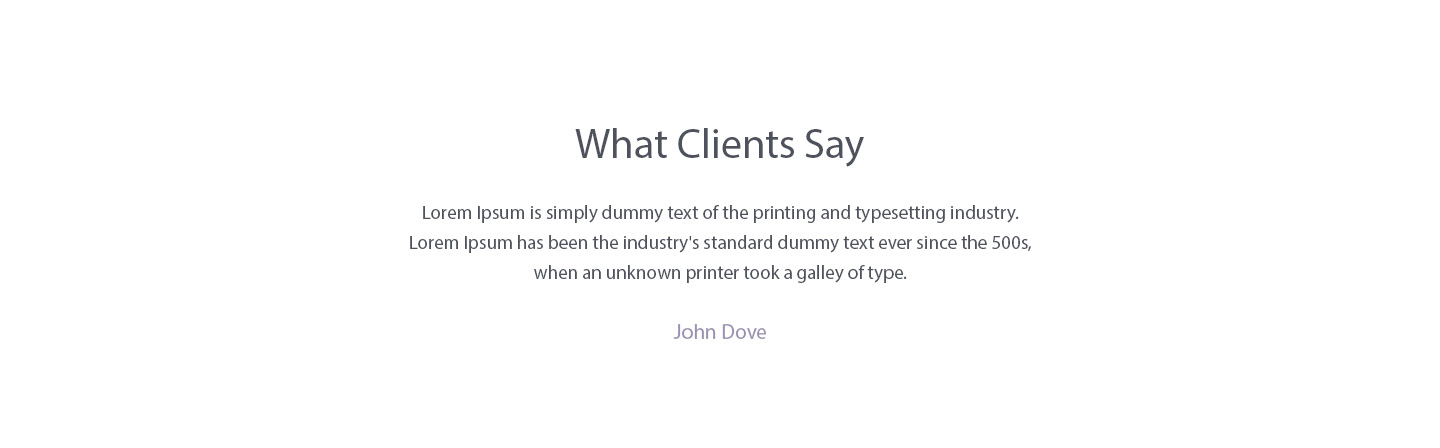 What Clients Say
Lorem Ipsum is simply dummy text of the printing and typesetting industry.
Lorem Ipsum has been the industry's standard dummy text ever since the 500s,
when an unknown printer took a galley of type.
John Dove